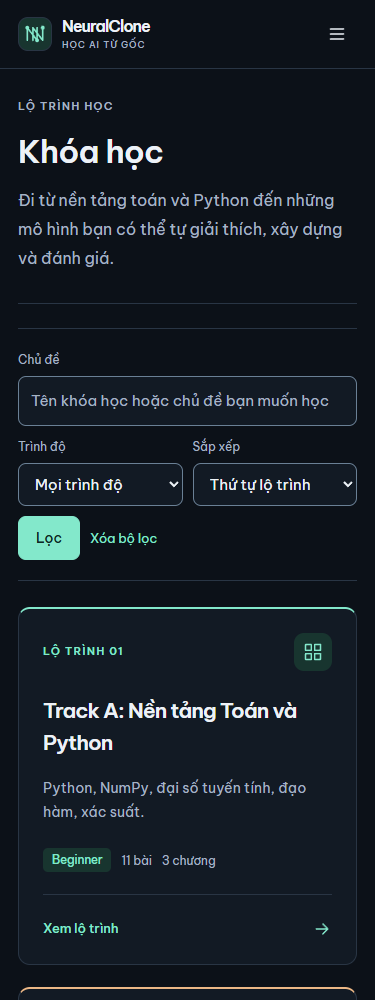 NeuralClone
HỌC AI TỪ GỐC
LỘ TRÌNH HỌC
Khóa học
Đi từ nền tảng toán và Python đến những
mô hình bạn có thể tự giải thích, xây dựng
và đánh giá.
Chủ đề
Tên khóa học hoặc chủ đề bạn muốn học
Trình độ
Sắp xếp
Mọi trình độ
Thứ tự lộ trình
Lọc
Xóa bộ lọc
LỘ TRÌNH 01
Track A: Nền tảng Toán và
Python
Python, NumPy, đại số tuyến tính, đạo
hàm, xác suất.
Beginner 11 bài 3 chương
Xem lộ trình